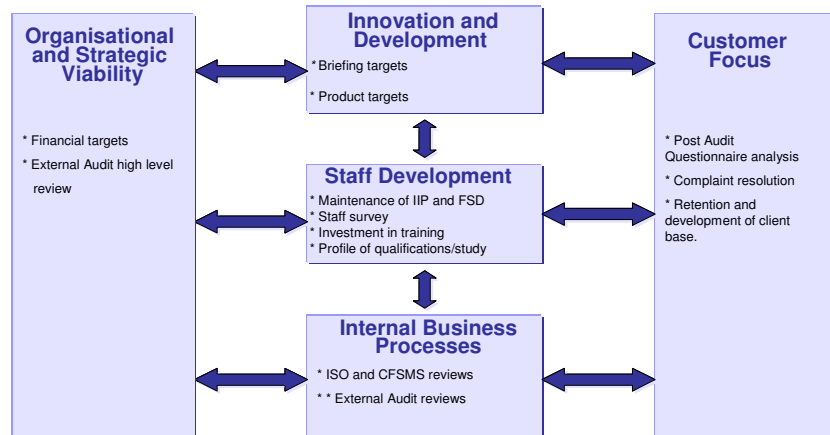 Organisational
and Strategic
Viability
* Financial targets
* External Audit high level
review
Innovation and
Development
* Briefing targets
* Product targets
Staff Development
* Maintenance of IIP and FSD
* Staff survey
* Investment in training
* Profile of qualifications/study
Internal Business
Processes
* ISO and CFSMS reviews
* * External Audit reviews
Customer
Focus
* Post Audit
Questionnaire analysis
* Complaint resolution
* Retention and
development of client
base.